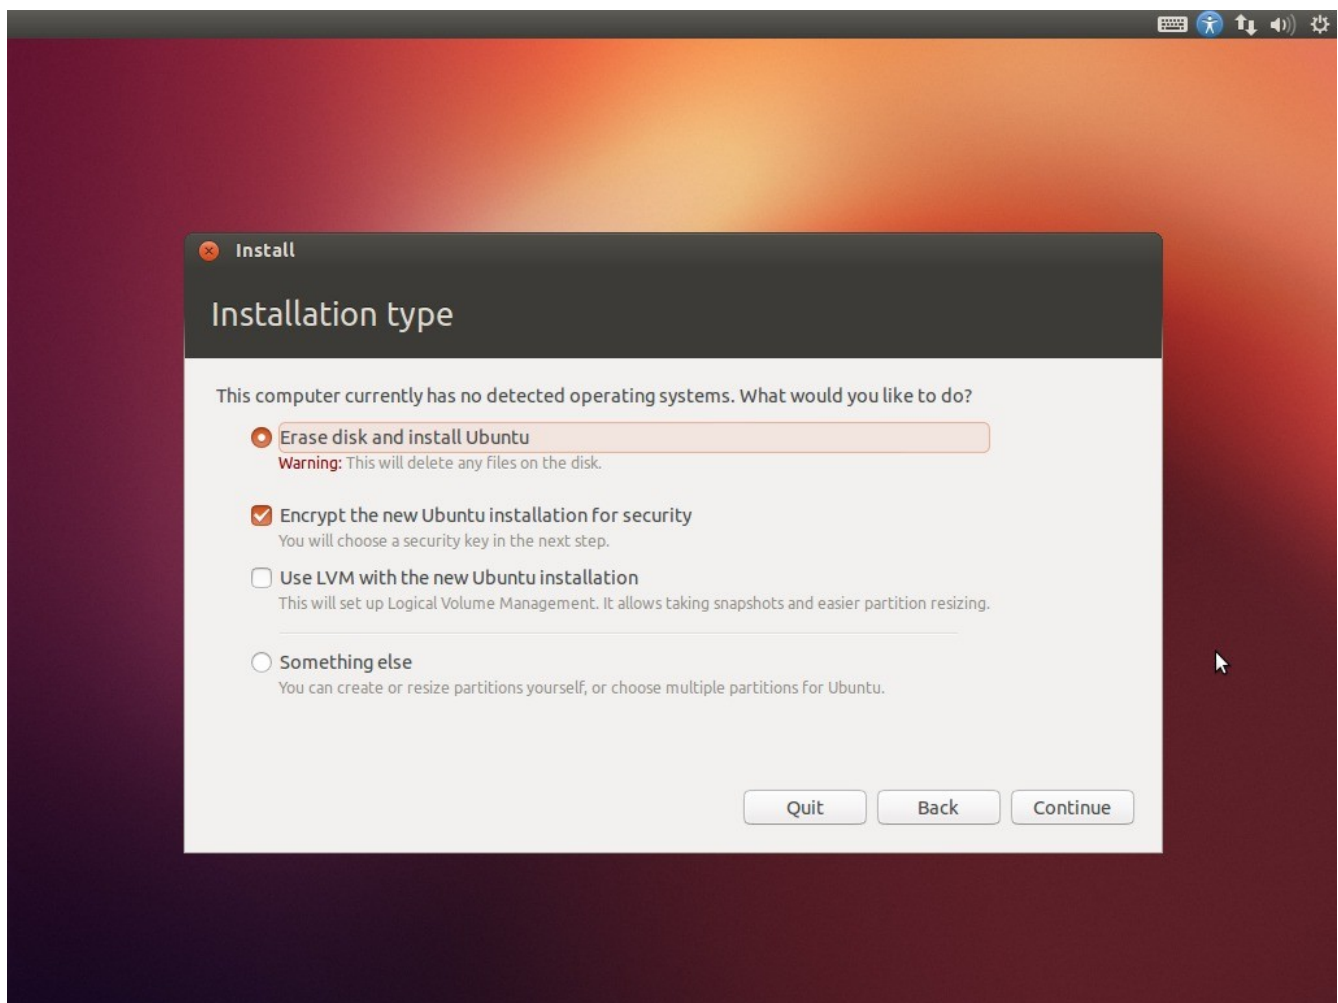 Install
Installation type
This computer currently has no detected operating systems. What would you like to do?
Erase disk and install Ubuntu
Warning: This will delete any files on the disk.
Encrypt the new Ubuntu installation for security
You will choose a security key in the next step.
Use LVM with the new Ubuntu installation
This will set up Logical Volume Management. It allows taking snapshots and easier partition resizing.
Something else
You can create or resize partitions yourself, or choose multiple partitions for Ubuntu.
Quit Back Continue